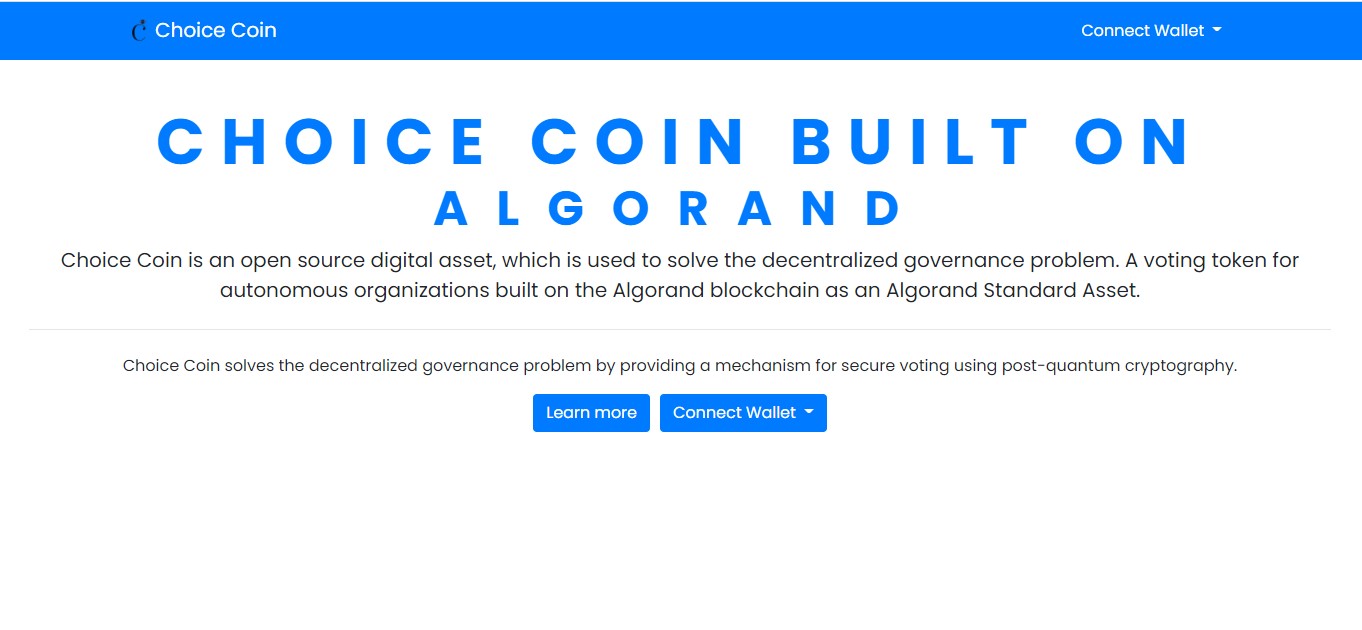 Choice Coin
Connect Wallet
CHOICE COIN BUILT ON
ALGORAND
Choice Coin is an open source digital asset, which is used to solve the decentralized governance problem. A voting token for
autonomous organizations built on the Algorand blockchain as an Algorand Standard Asset.
Choice Coin solves the decentralized governance problem by providing a mechanism for secure voting using post-quantum cryptography.
Learn more
Connect Wallet